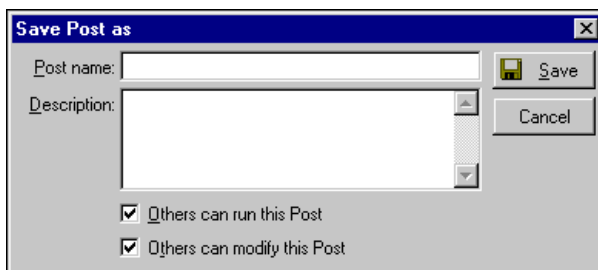 Save Post as
Post name:
Save
Description:
Cancel
Others can run this Post
Others can modify this Post